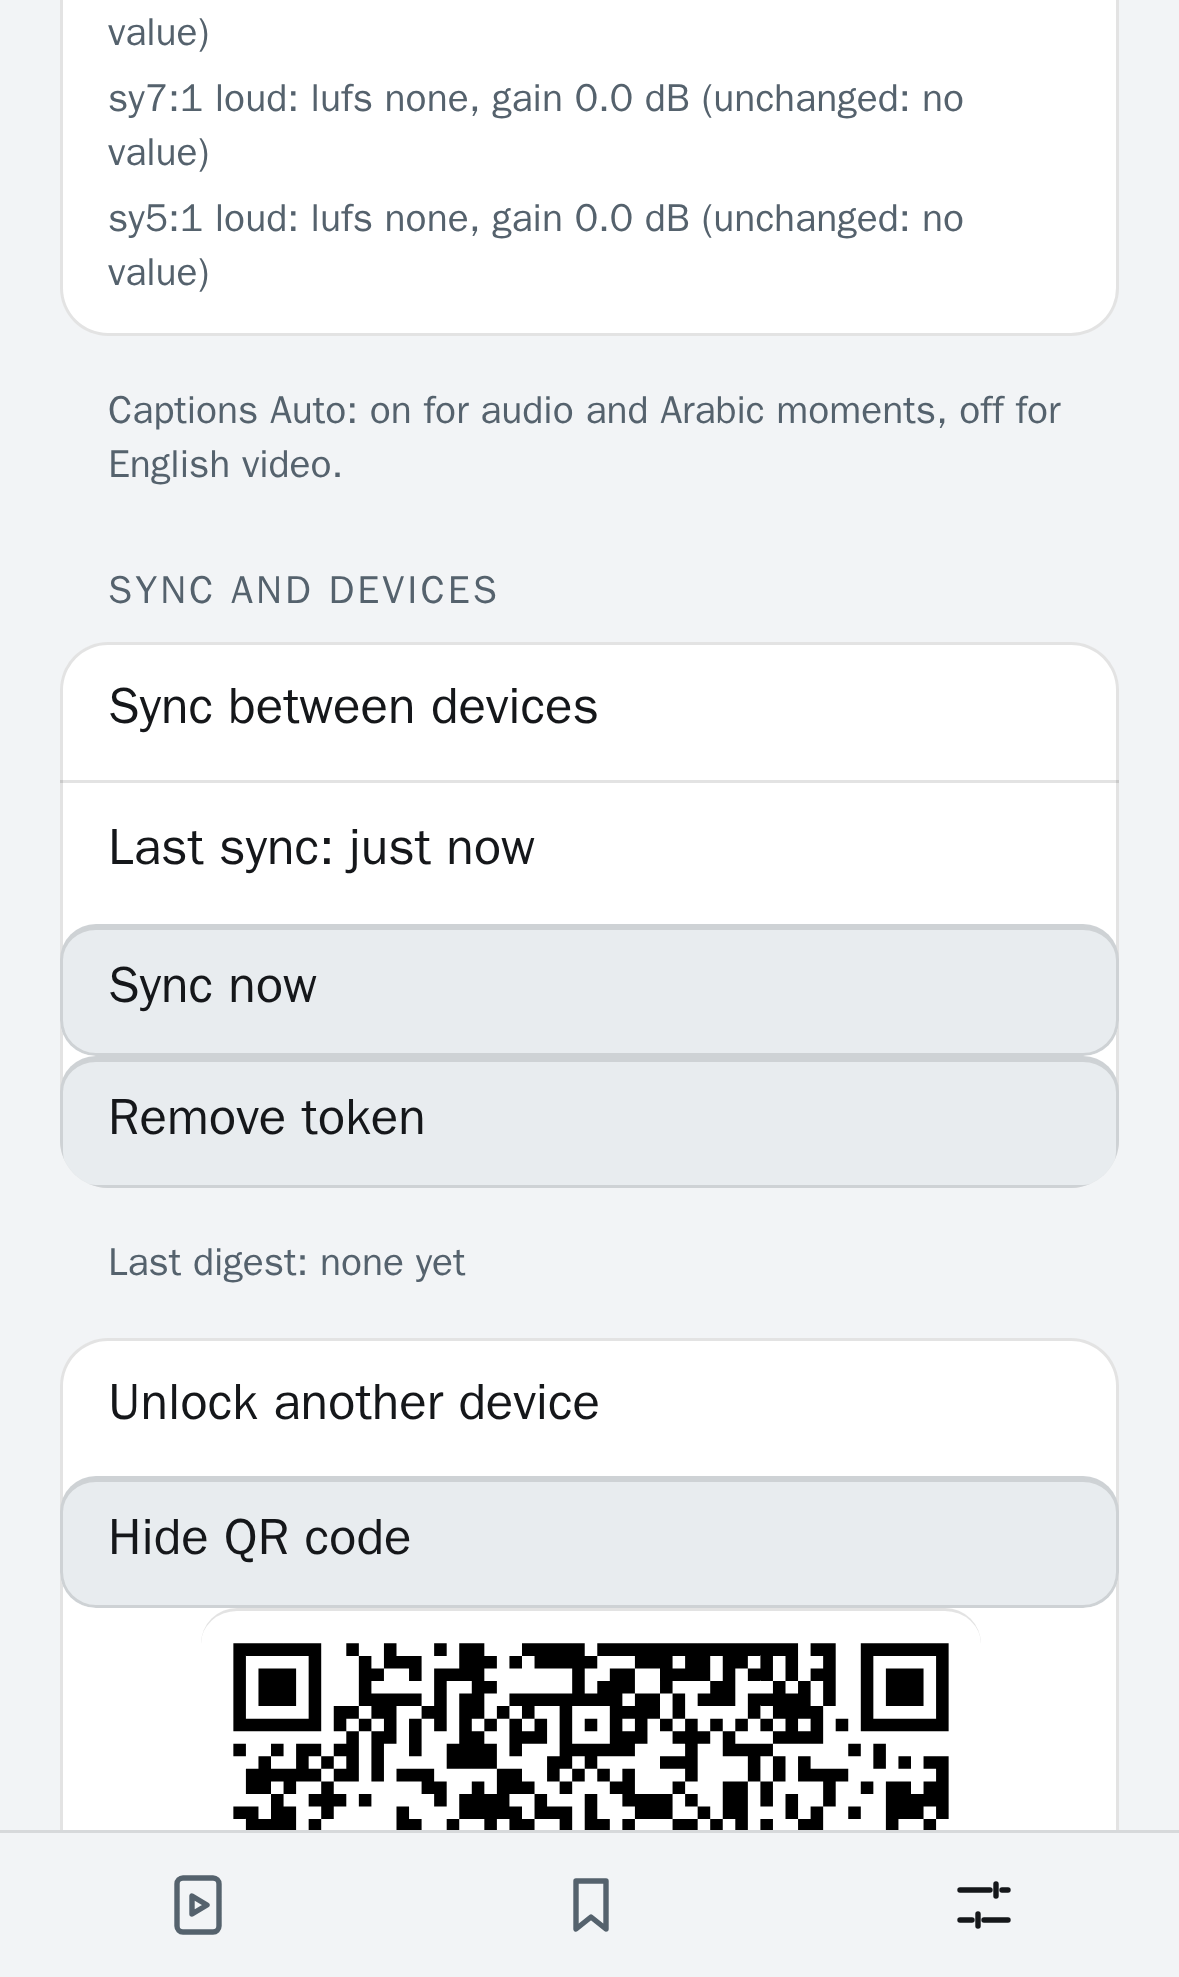 value)
sy7:1 loud: lufs none, gain 0.0 dB (unchanged: no
value)
sy5:1 loud: lufs none, gain 0.0 dB (unchanged: no
value)
Captions Auto: on for audio and Arabic moments, off for
English video.
SYNC AND DEVICES
Sync between devices
Last sync: just now
Sync now
Remove token
Last digest: none yet
Unlock another device
Hide QR code